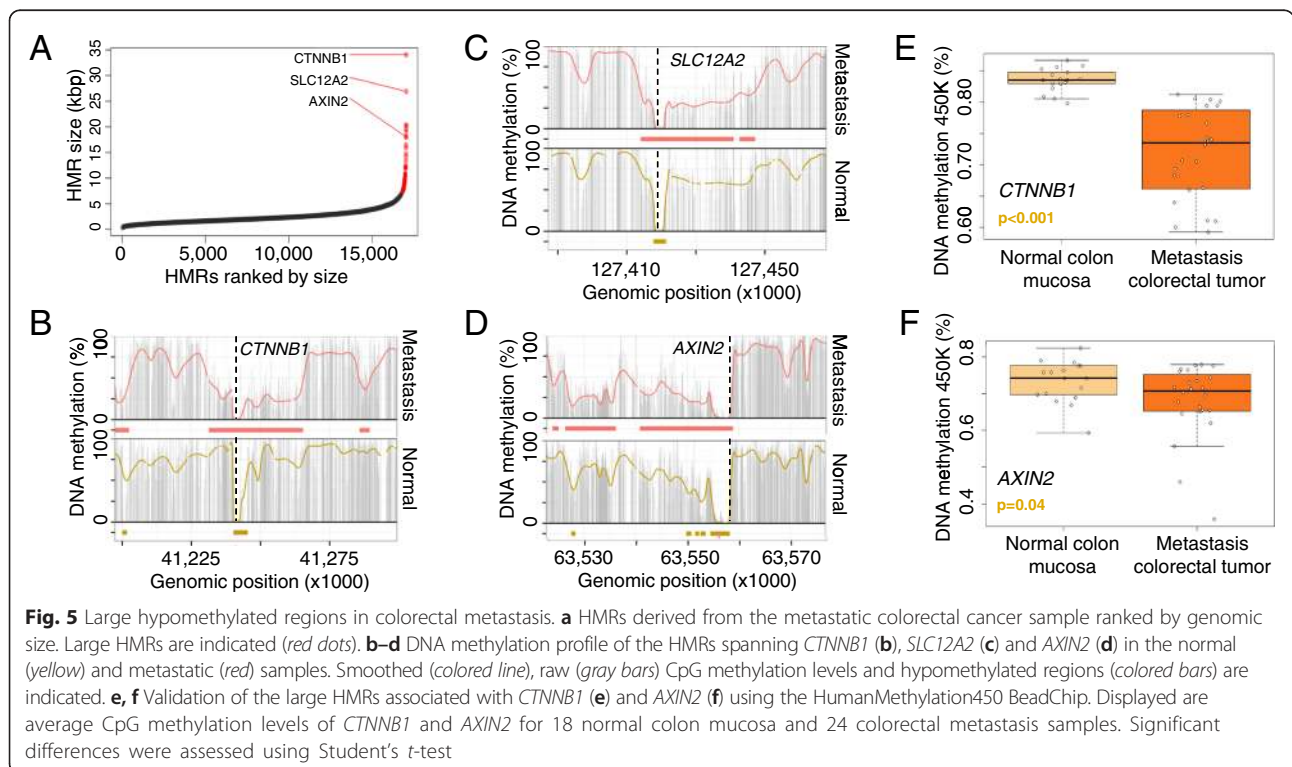 A
HMR size (kbp)
35
30
25
20
15
10
5
0
CTNNB1
SLC12A2
AXIN2
0 5,000 10,000 15,000
HMRs ranked by size
B
DNA methylation (%)
100
0
100
0
CTNNB1
Metastasis
Normal
41,225 41,275
Genomic position (x1000)
C
DNA methylation (%)
100
0
100
0
SLC12A2
Metastasis
Normal
127,410 127,450
Genomic position (x1000)
D
DNA methylation (%)
100
0
100
0
AXIN2
Metastasis
Normal
63,530 63,550 63,570
Genomic position (x1000)
E
DNA methylation 450K (%)
0.80
0.70
0.60
CTNNB1
p<0.001
Normal colon
mucosa
Metastasis
colorectal tumor
F
DNA methylation 450K (%)
0.8
0.6
0.4
AXIN2
p=0.04
Normal colon
mucosa
Metastasis
colorectal tumor
Fig. 5 Large hypomethylated regions in colorectal metastasis. a HMRs derived from the metastatic colorectal cancer sample ranked by genomic
size. Large HMRs are indicated (red dots). b–d DNA methylation profile of the HMRs spanning CTNNB1 (b), SLC12A2 (c) and AXIN2 (d) in the normal
(yellow) and metastatic (red) samples. Smoothed (colored line), raw (gray bars) CpG methylation levels and hypomethylated regions (colored bars) are
indicated. e, f Validation of the large HMRs associated with CTNNB1 (e) and AXIN2 (f) using the HumanMethylation450 BeadChip. Displayed are
average CpG methylation levels of CTNNB1 and AXIN2 for 18 normal colon mucosa and 24 colorectal metastasis samples. Significant
differences were assessed using Student's t-test